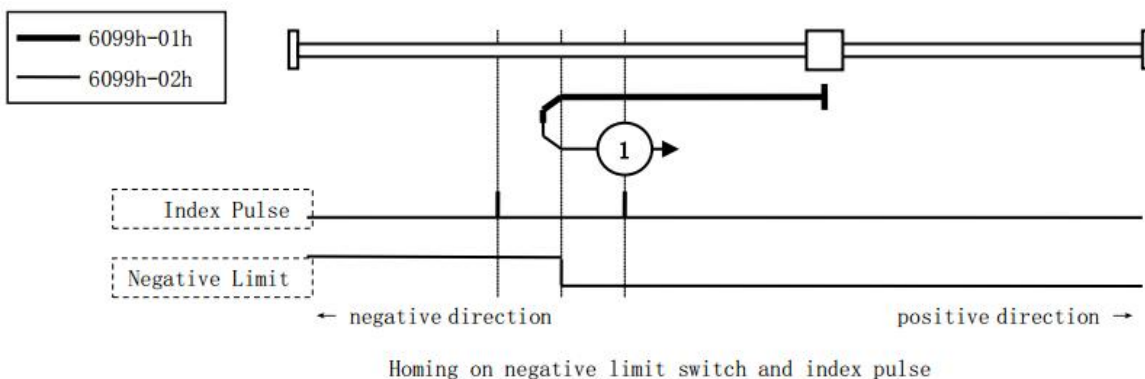 6099h-01h
6099h-02h
1
Index Pulse
Negative Limit
← negative direction
positive direction →
Homing on negative limit switch and index pulse